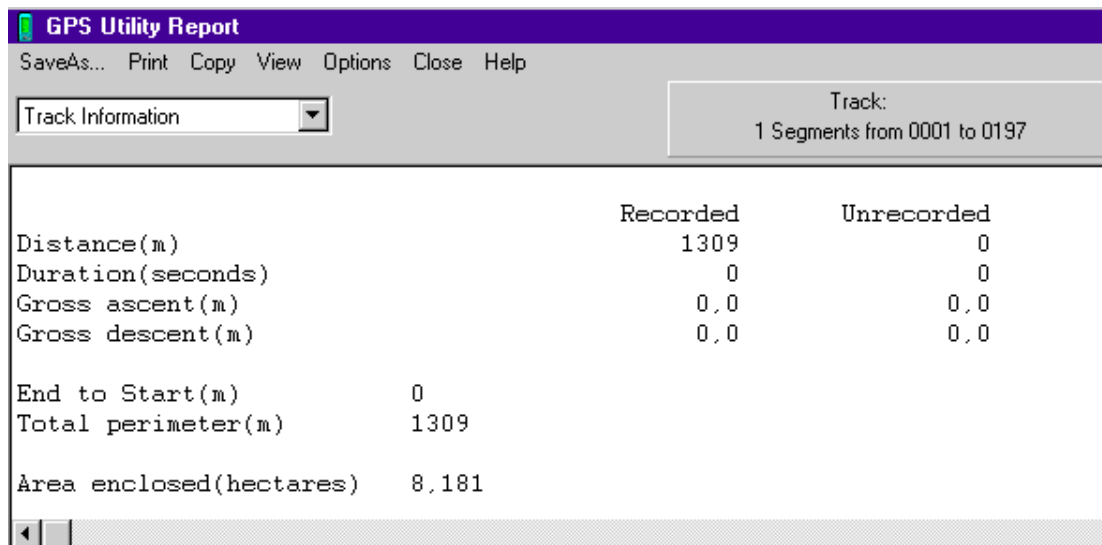 GPS Utility Report
SaveAs... Print Copy View Options Close Help
Track Information
Track:
1 Segments from 0001 to 0197
Recorded Unrecorded
Distance(m) 1309 0
Duration(seconds) 0 0
Gross ascent(m) 0,0 0,0
Gross descent(m) 0,0 0,0
End to Start(m) 0
Total perimeter(m) 1309
Area enclosed(hectares) 8,181